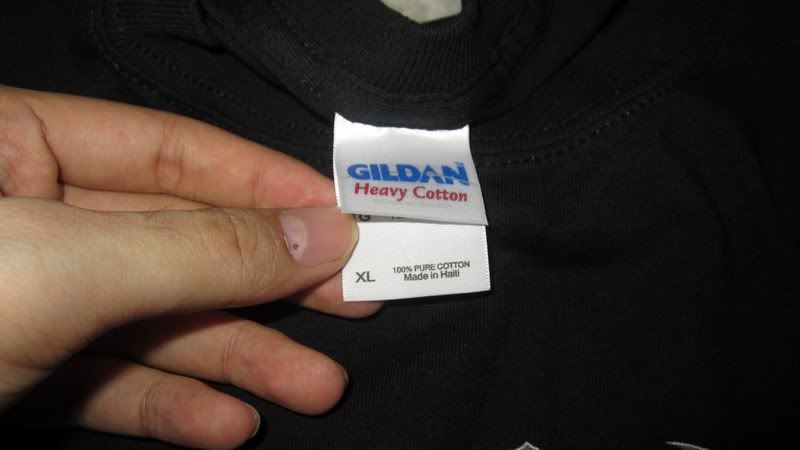 GILDAN
Heavy Cotton
XL
100% PURE COTTON
Made in Haiti